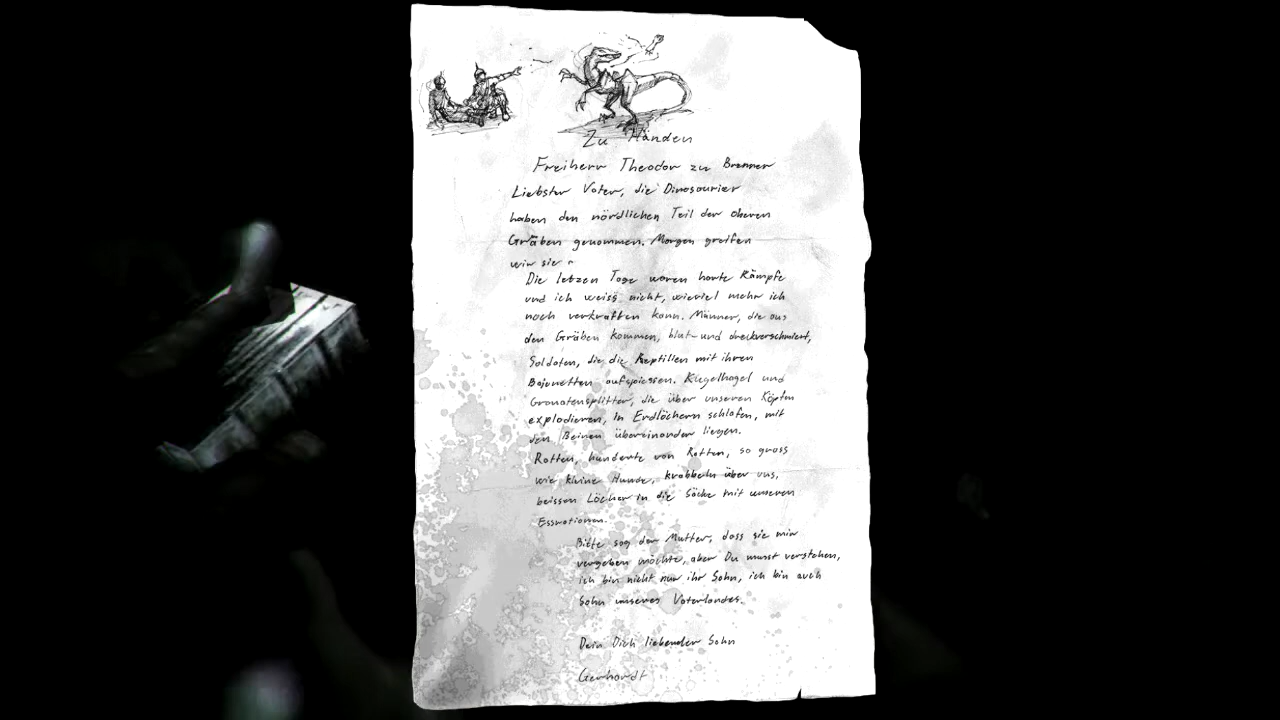 Zu Händen
Freiherr Theodor zu Brenner
Liebster Vater, die Dinosaurier
haben den nördlichen Teil der oberen
Gräben genommen. Morgen greifen
wir sie
Die letzen Tage waren harte Kämpfe
und ich weiss nicht, wieviel mehr ich
noch verkraften kann. Männer, die aus
den Gräben kommen, blut- und dreckverschmiert,
Soldaten, die die Reptilien mit ihren
Bajonetten aufspiessen. Kugelhagel und
Granatensplitter, die über unseren Köpfen
explodieren, In Erdlöchern schlafen, mit
den Beinen übereinander liegen.
Ratten, hunderte von Ratten, so gross
wie kleine Hunde, krabbeln über uns,
beissen Löcher in die Säcke mit unseren
Essrationen.
Bitte sag der Mutter, dass sie mir
vergeben möchte, aber Du musst verstehen,
ich bin nicht nur ihr Sohn, ich bin auch
Sohn unseres Vaterlandes.
Dein Dich liebender Sohn
Gerhardt